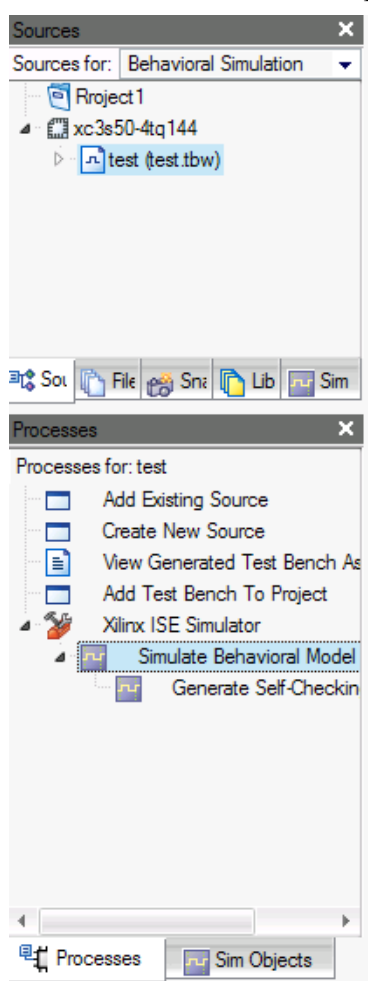 Sources
Sources for: Behavioral Simulation
Rroject1
xc3s50-4tq144
test (test.tbw)
Sou File Sna Lib Sim
Processes
Processes for: test
Add Existing Source
Create New Source
View Generated Test Bench As
Add Test Bench To Project
Xilinx ISE Simulator
Simulate Behavioral Model
Generate Self-Checkin
Processes Sim Objects